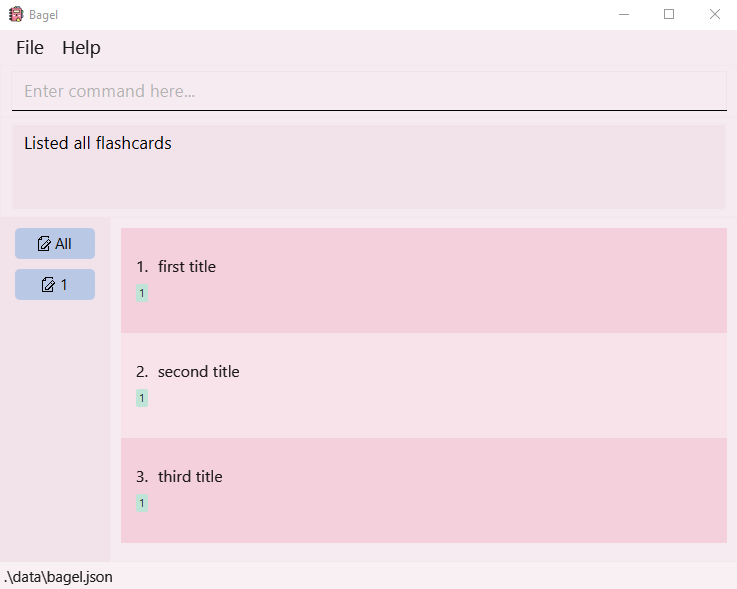 Bagel
File Help
Enter command here...
Listed all flashcards
All
1
1. first title
1
2. second title
1
3. third title
1
.\data\bagel.json